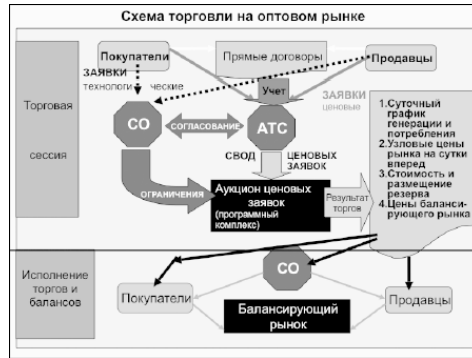 Схема торговли на оптовом рынке
Покупатели
Прямые договоры
Продавцы
ЗАЯВКИ
технологи ческие
Учет
ЗАЯВКИ
ценовые
Торговая
сессия
СО
СОГЛАСОВАНИЕ
АТС
СВОД
ЦЕНОВЫХ
ЗАЯВОК
ОГРАНИЧЕНИЯ
Аукцион ценовых
заявок
(программный
комплекс)
Результат
торгов
1.Суточный
график
генерации и
потребления
2.Узловые цены
рынка на сутки
вперед
3.Стоимость и
размещение
резерва
4.Цены баланси-
рующего рынка
Исполнение
торгов и
балансов
СО
Покупатели
Продавцы
Балансирующий
рынок